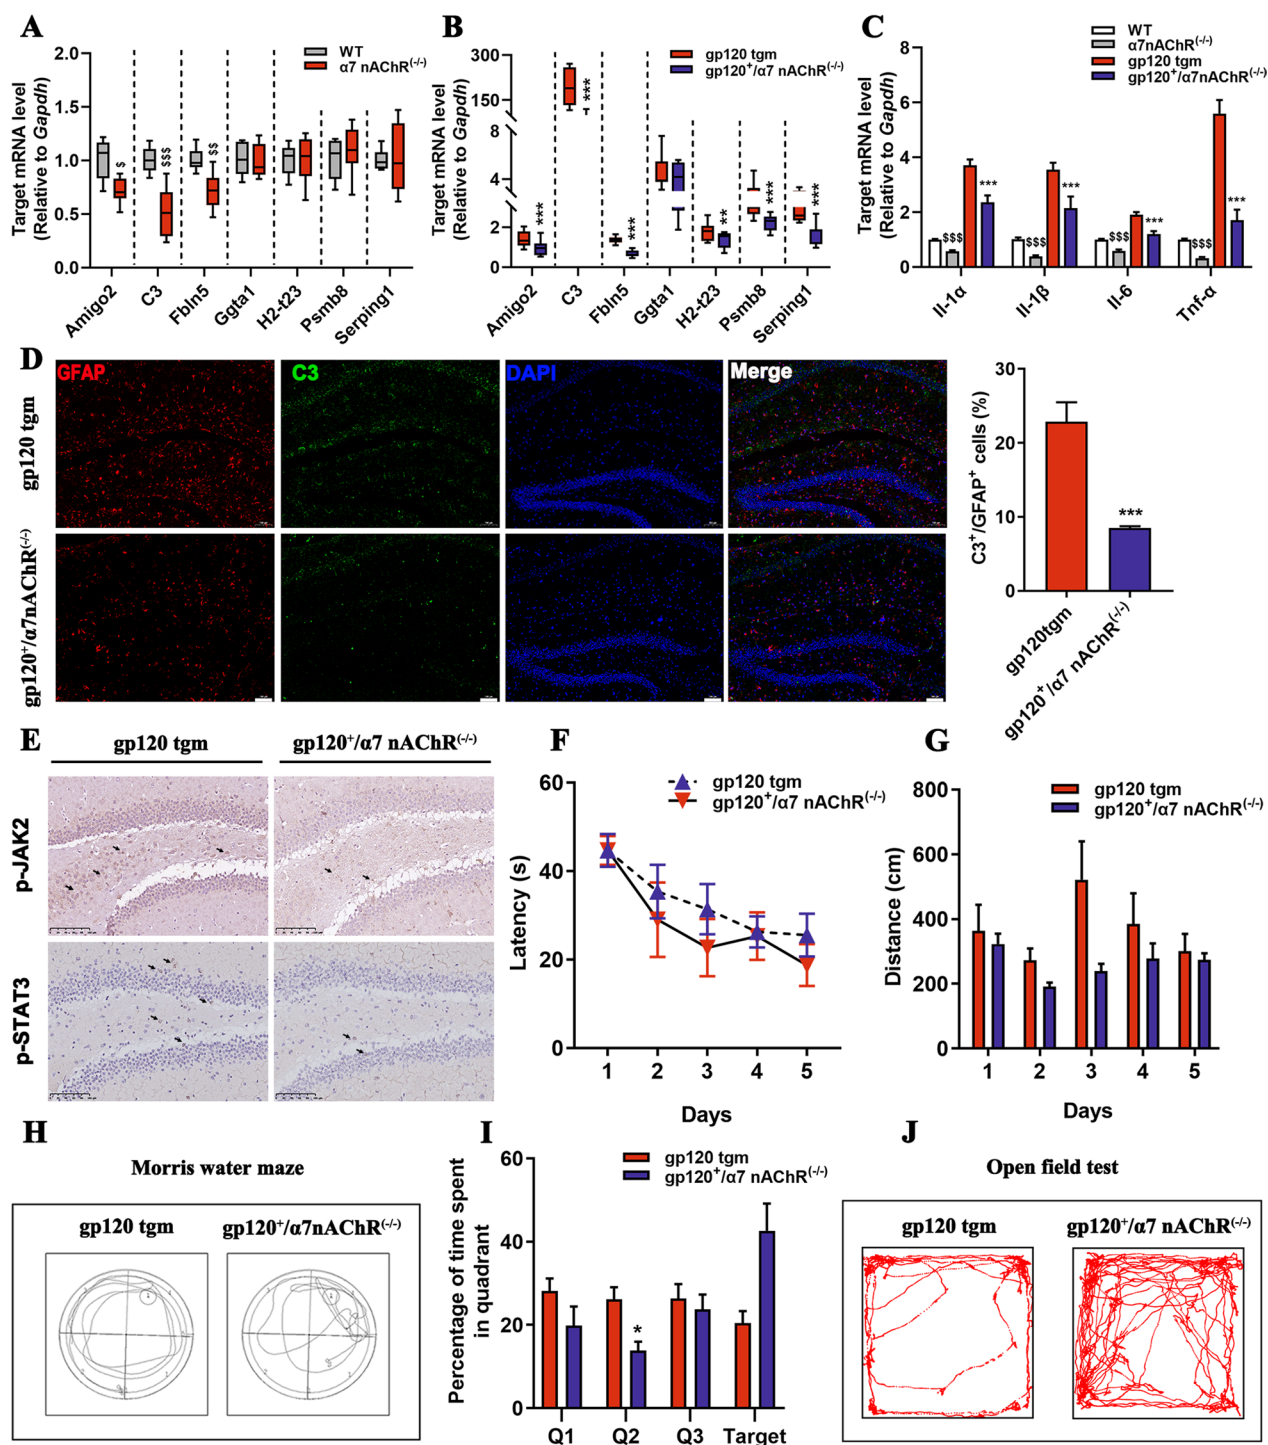 A
WT
α7 nAChR(-/-)
Target mRNA level
(Relative to Gapdh)
2.0
1.5
1.0
0.5
0.0
$
$$$
$$
Amigo2
C3
Fbln5
Ggta1
H2-t23
Psmb8
Serping1
B
gp120 tgm
gp120+/α7 nAChR(-/-)
Target mRNA level
(Relative to Gapdh)
300
150
8
4
2
0
***
***
***
**
***
***
Amigo2
C3
Fbln5
Ggta1
H2-t23
Psmb8
Serping1
C
WT
α7nAChR(-/-)
gp120 tgm
gp120+/α7nAChR(-/-)
Target mRNA level
(Relative to Gapdh)
8
6
4
2
0
$$$
***
$$$
***
$$$
***
$$$
***
Il-1α
Il-1β
Il-6
Tnf-α
D
GFAP
C3
DAPI
Merge
gp120 tgm
gp120+/α7nAChR(-/-)
C3+/GFAP+ cells (%)
30
20
10
0
***
gp120tgm
gp120+/α7 nAChR(-/-)
E
gp120 tgm
gp120+/α7 nAChR(-/-)
p-JAK2
p-STAT3
F
gp120 tgm
gp120+/α7 nAChR(-/-)
Latency (s)
60
40
20
0
1 2 3 4 5
Days
G
gp120 tgm
gp120+/α7 nAChR(-/-)
Distance (cm)
800
600
400
200
0
1 2 3 4 5
Days
H
Morris water maze
gp120 tgm
gp120+/α7nAChR(-/-)
I
gp120 tgm
gp120+/α7 nAChR(-/-)
Percentage of time spent
in quadrant
60
40
20
0
*
Q1 Q2 Q3 Target
J
Open field test
gp120 tgm
gp120+/α7 nAChR(-/-)